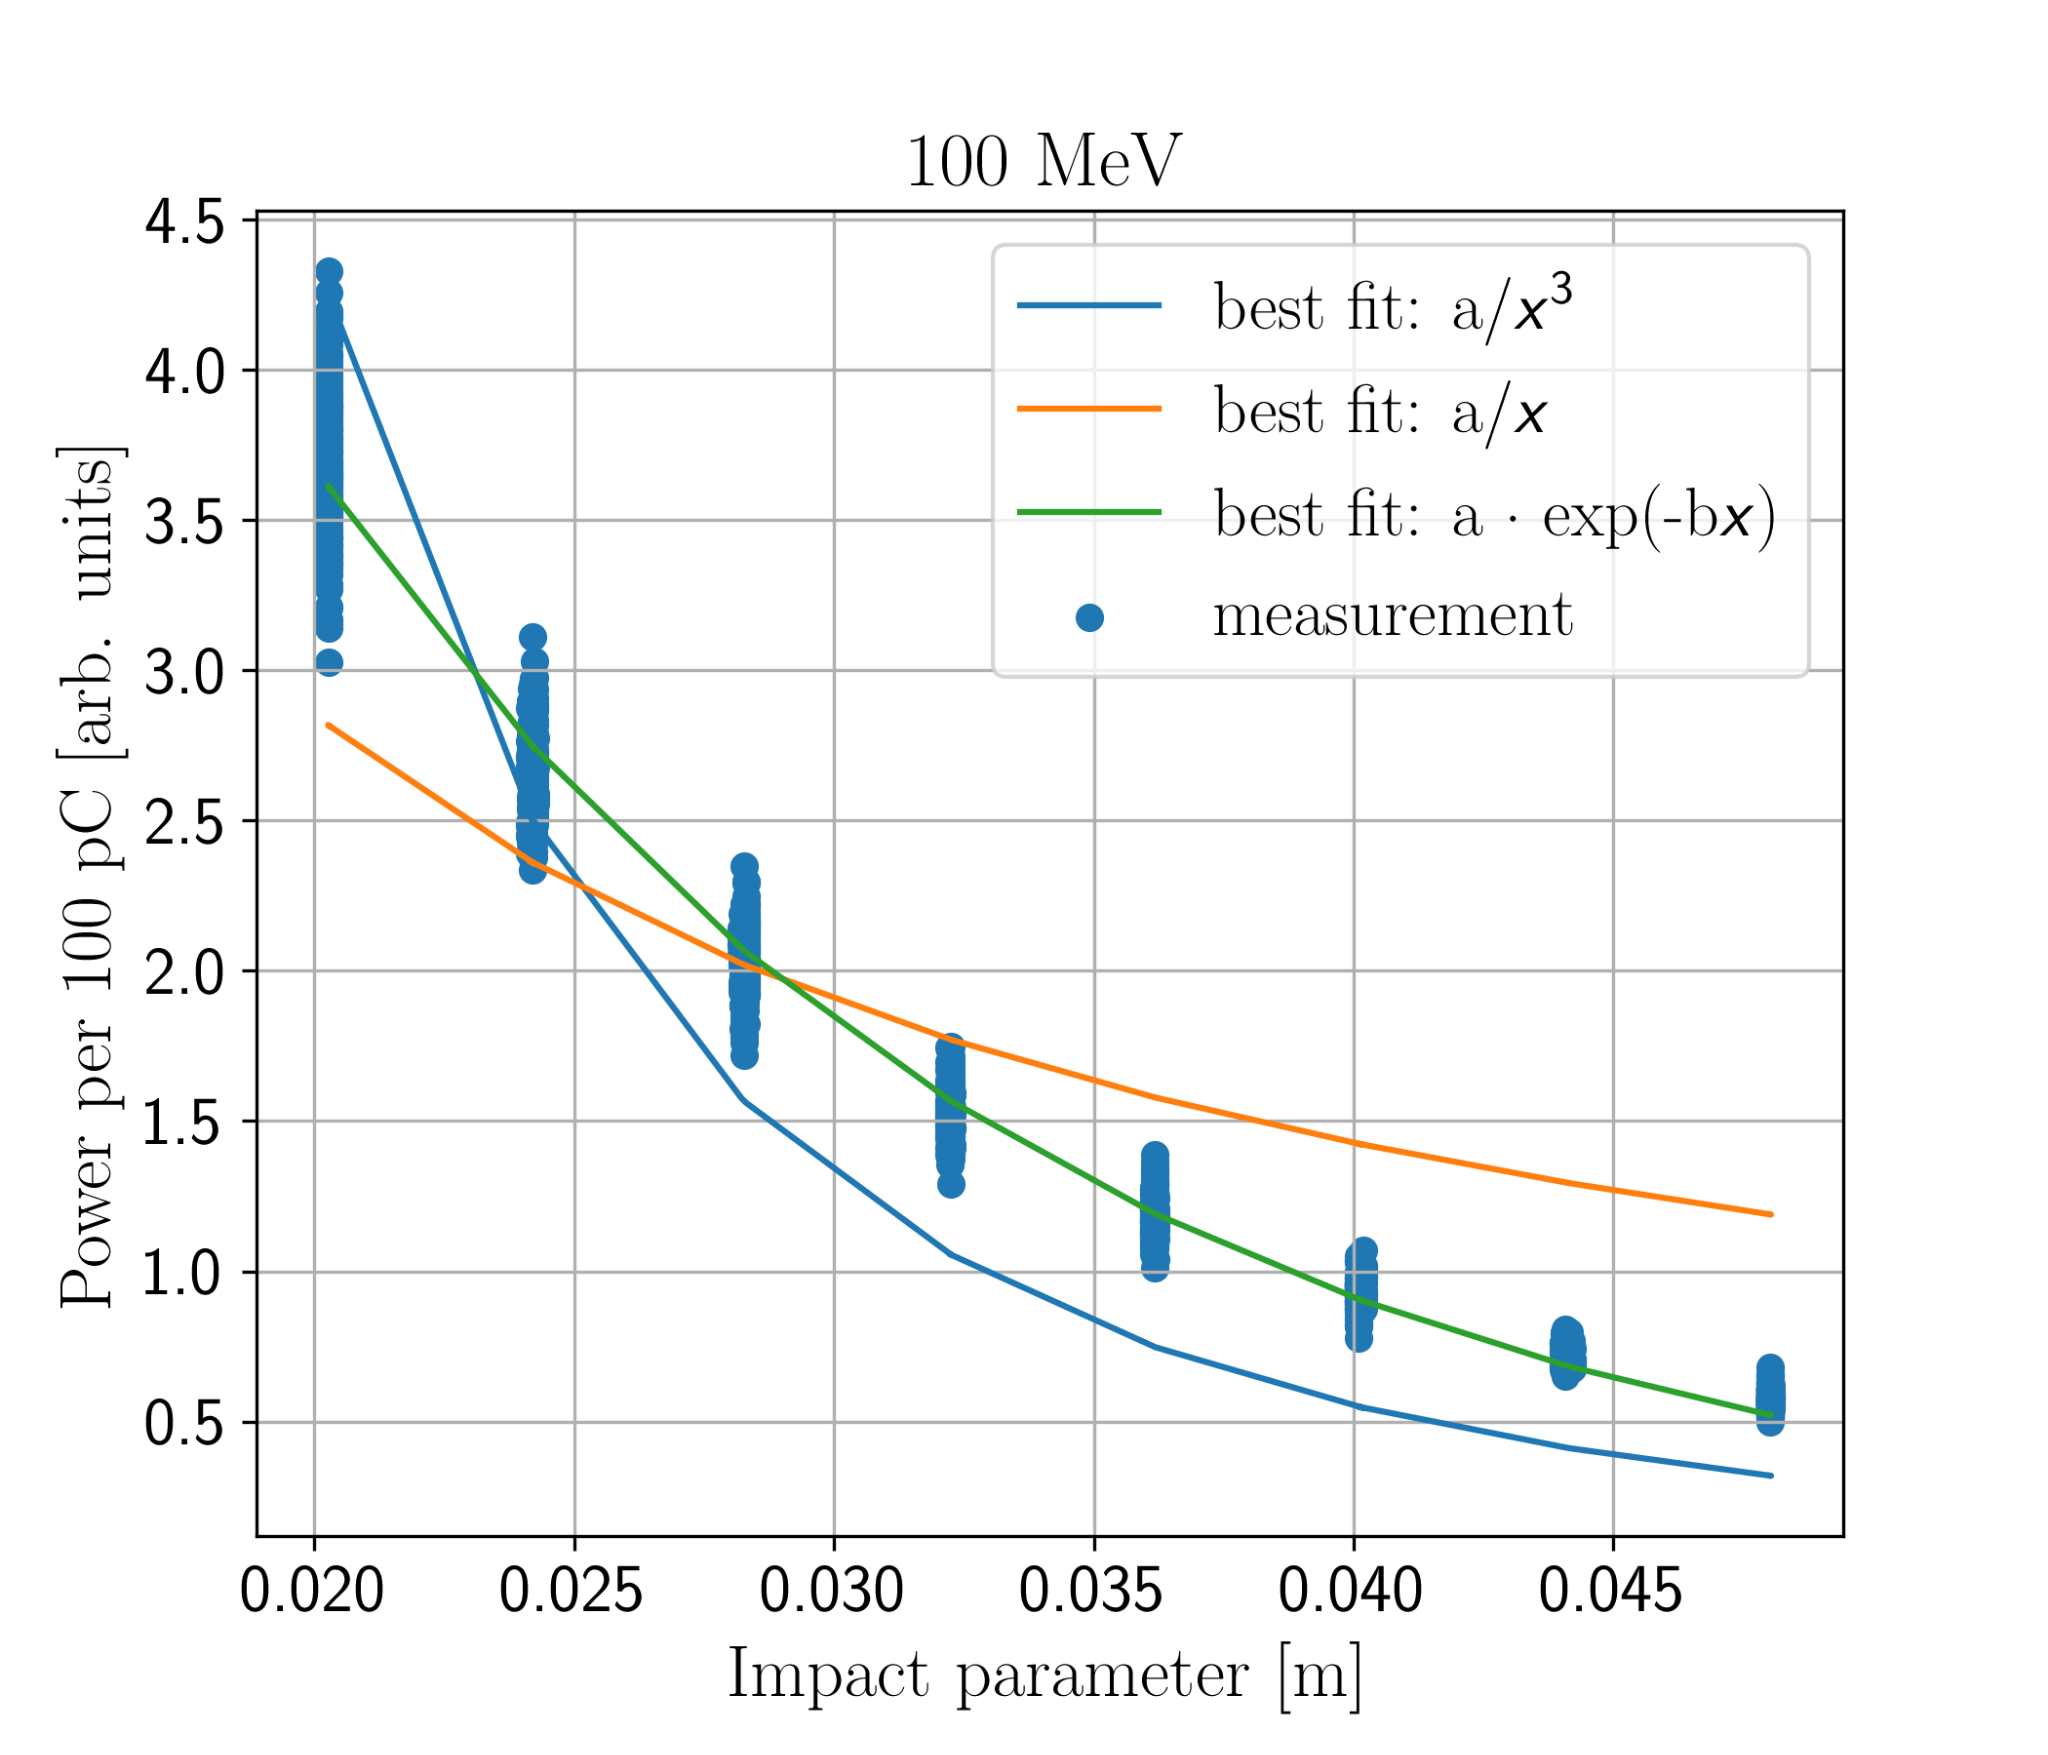 100 MeV
4.5
4.0
3.5
3.0
2.5
2.0
1.5
1.0
0.5
Power per 100 pC [arb. units]
best fit: a/x³
best fit: a/x
best fit: a · exp(-bx)
measurement
0.020 0.025 0.030 0.035 0.040 0.045
Impact parameter [m]